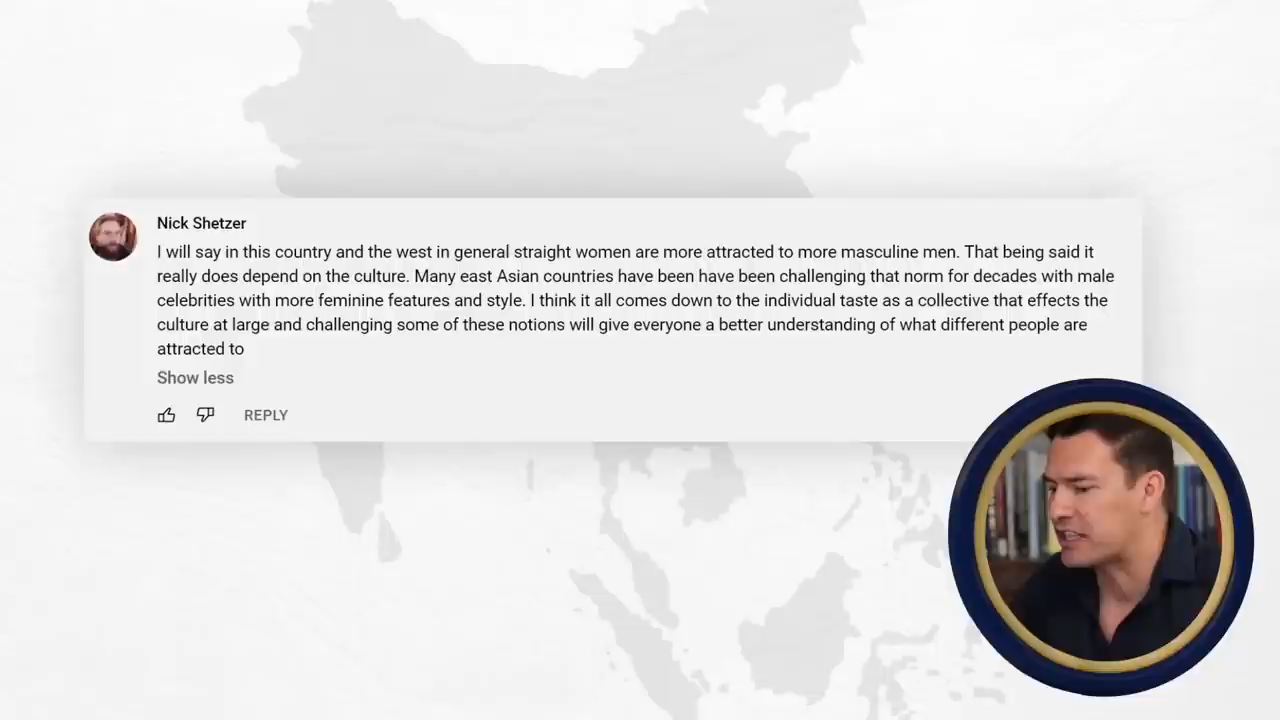 Nick Shetzer
I will say in this country and the west in general straight women are more attracted to more masculine men. That being said it
really does depend on the culture. Many east Asian countries have been have been challenging that norm for decades with male
celebrities with more feminine features and style. I think it all comes down to the individual taste as a collective that effects the
culture at large and challenging some of these notions will give everyone a better understanding of what different people are
attracted to
Show less
REPLY